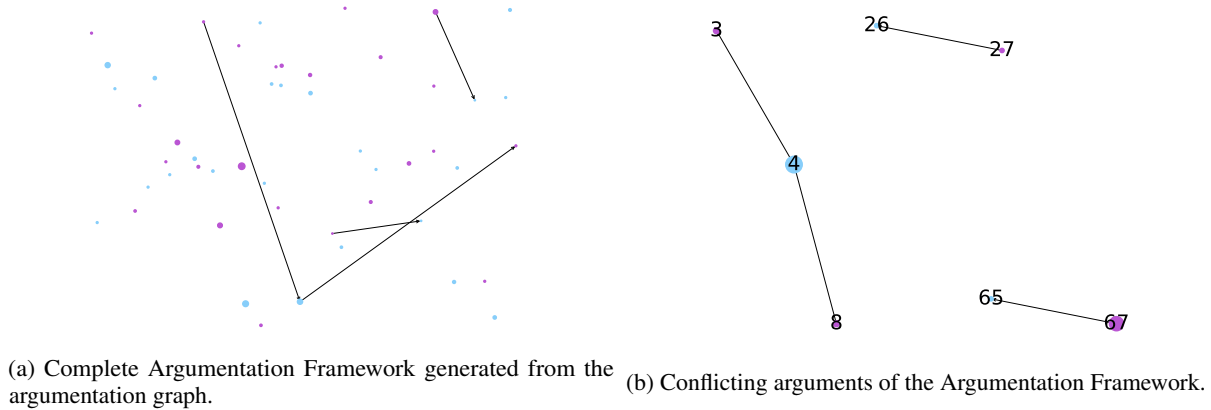 3
26
27
4
65
67
8
(a) Complete Argumentation Framework generated from the
argumentation graph.
(b) Conflicting arguments of the Argumentation Framework.